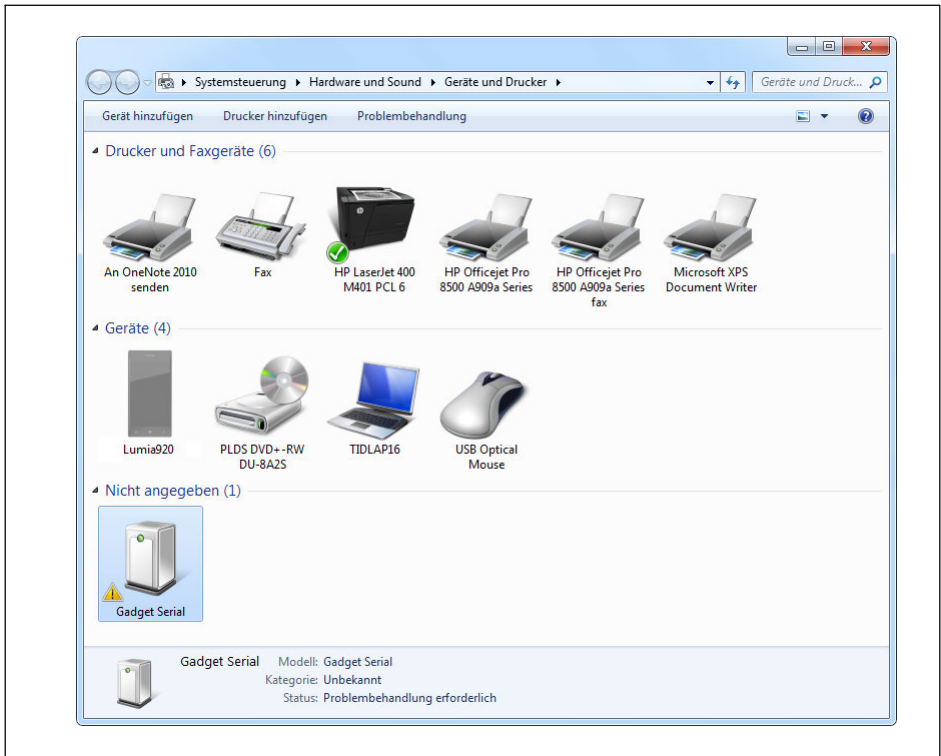 Systemsteuerung ▸ Hardware und Sound ▸ Geräte und Drucker ▸
Geräte und Druck...
Gerät hinzufügen Drucker hinzufügen Problembehandlung
Drucker und Faxgeräte (6)
An OneNote 2010
senden
Fax
HP LaserJet 400
M401 PCL 6
HP Officejet Pro
8500 A909a Series
HP Officejet Pro
8500 A909a Series
fax
Microsoft XPS
Document Writer
Geräte (4)
Lumia920
PLDS DVD+-RW
DU-8A2S
TIDLAP16
USB Optical
Mouse
Nicht angegeben (1)
Gadget Serial
Gadget Serial Modell: Gadget Serial
Kategorie: Unbekannt
Status: Problembehandlung erforderlich